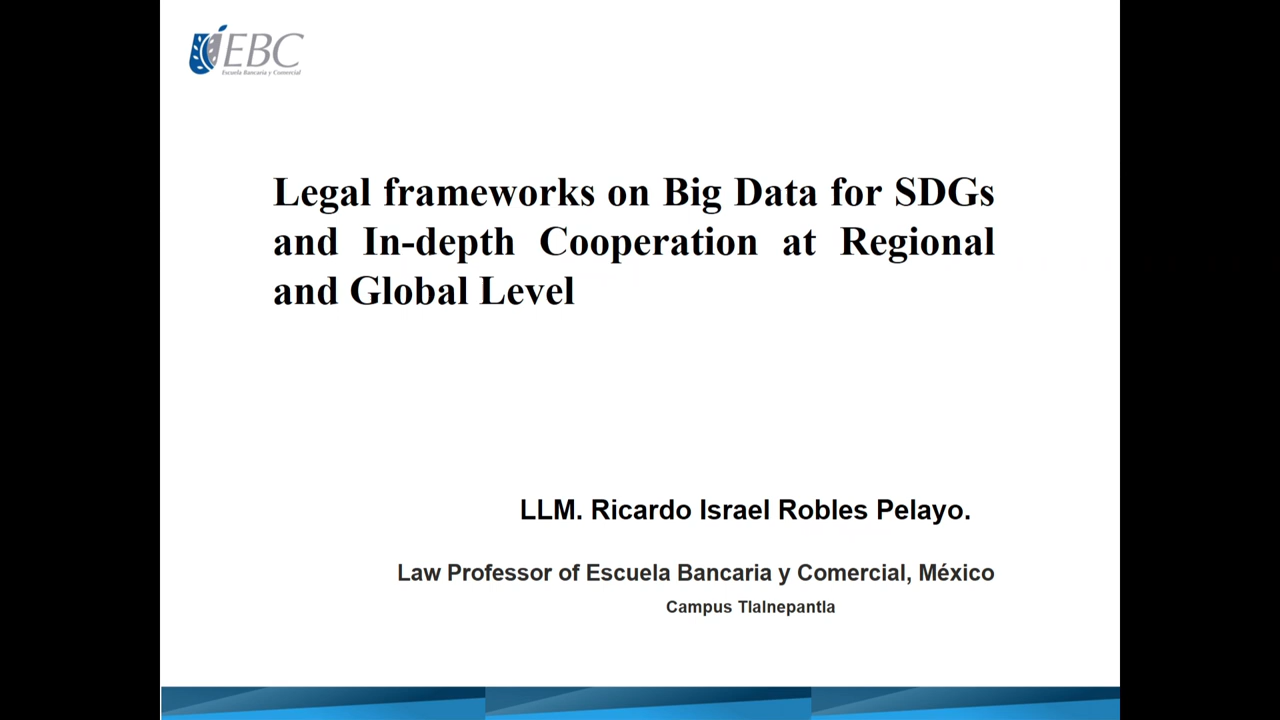 EBC
Escuela Bancaria y Comercial
Legal frameworks on Big Data for SDGs
and In-depth Cooperation at Regional
and Global Level
LLM. Ricardo Israel Robles Pelayo.
Law Professor of Escuela Bancaria y Comercial, México
Campus Tlalnepantla